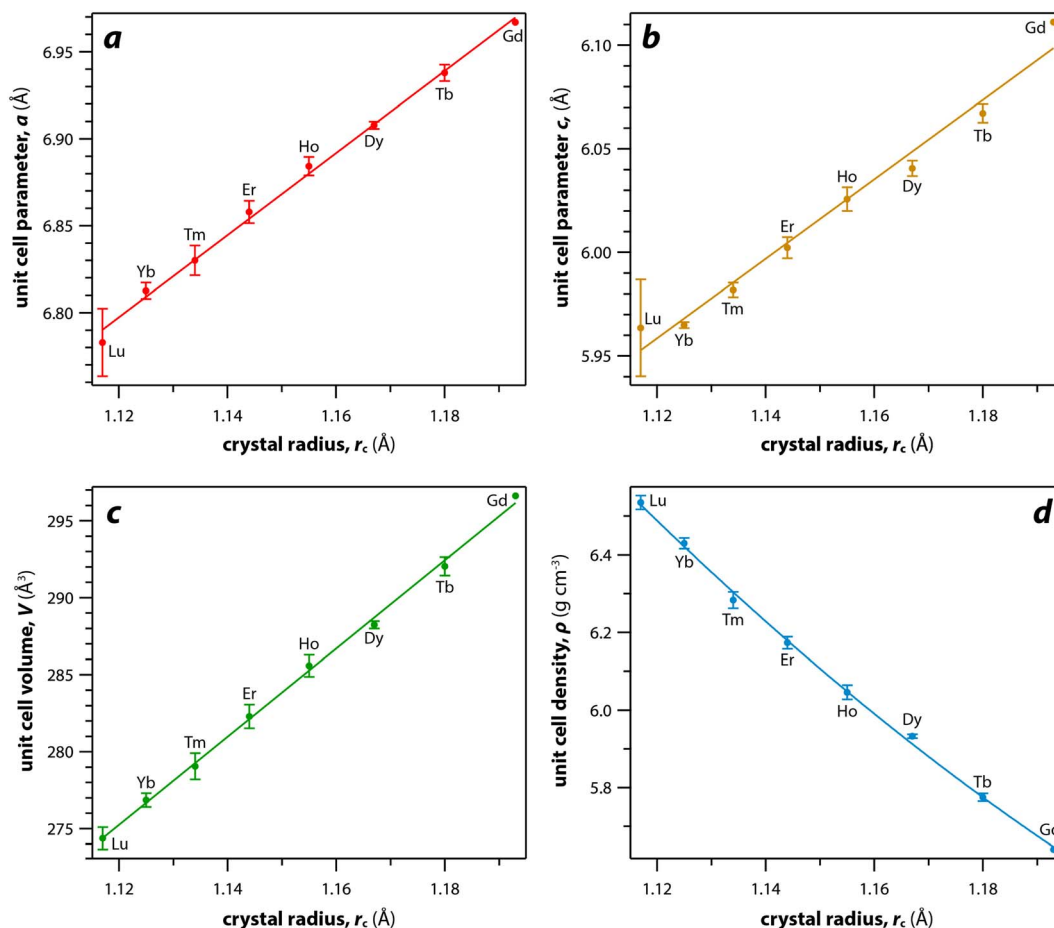 a
unit cell parameter, a (Å)
6.95
6.90
6.85
6.80
Gd
Tb
Dy
Ho
Er
Tm
Yb
Lu
1.12 1.14 1.16 1.18
crystal radius, rc (Å)
b
unit cell parameter c, (Å)
6.10
6.05
6.00
5.95
Gd
Tb
Dy
Ho
Er
Tm
Yb
Lu
1.12 1.14 1.16 1.18
crystal radius, rc (Å)
c
unit cell volume, V (Å³)
295
290
285
280
275
Gd
Tb
Dy
Ho
Er
Tm
Yb
Lu
1.12 1.14 1.16 1.18
crystal radius, rc (Å)
d
unit cell density, ρ (g cm⁻³)
6.4
6.2
6.0
5.8
Lu
Yb
Tm
Er
Ho
Dy
Tb
1.12 1.14 1.16 1.18
crystal radius, rc (Å)